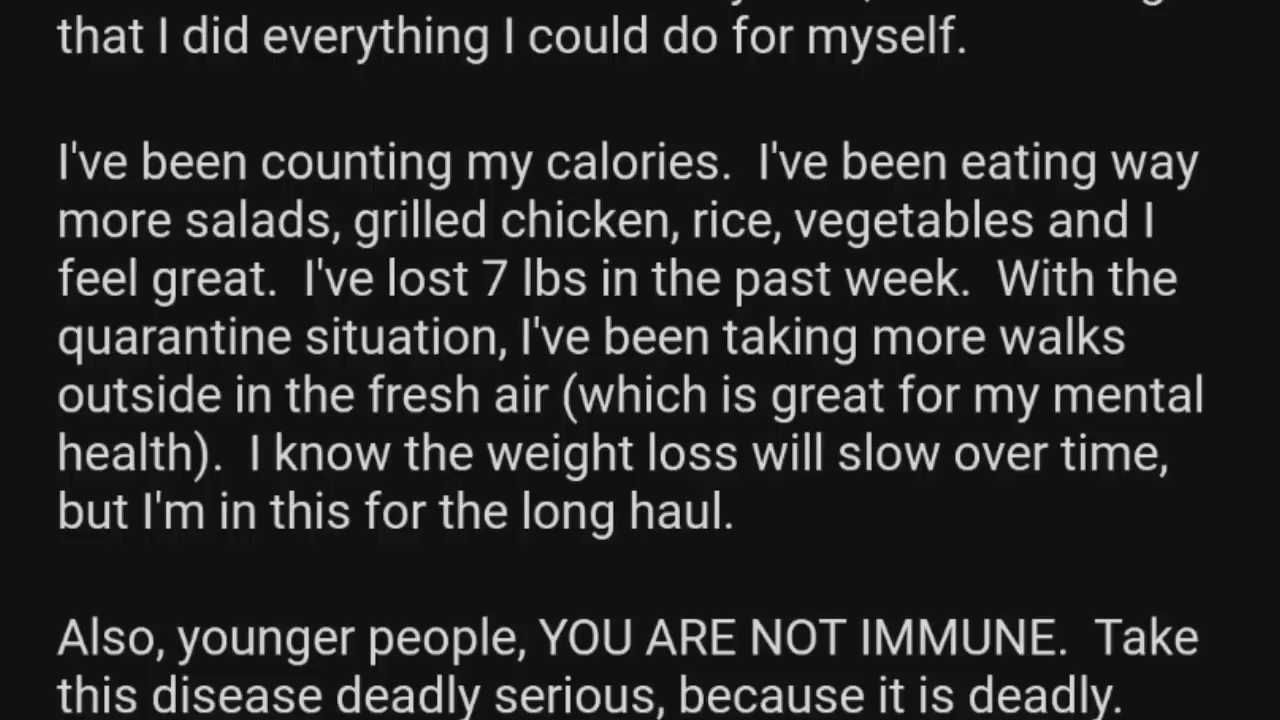 that I did everything I could do for myself.
I've been counting my calories.  I've been eating way
more salads, grilled chicken, rice, vegetables and I
feel great.  I've lost 7 lbs in the past week.  With the
quarantine situation, I've been taking more walks
outside in the fresh air (which is great for my mental
health).  I know the weight loss will slow over time,
but I'm in this for the long haul.
Also, younger people, YOU ARE NOT IMMUNE.  Take
this disease deadly serious, because it is deadly.